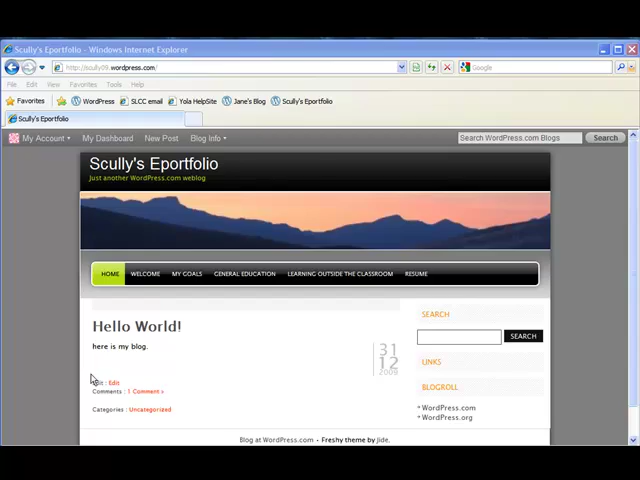 Scully's Eportfolio - Windows Internet Explorer
http://scully09.wordpress.com/
Google
File Edit View Favorites Tools Help
Favorites WordPress SLCC email Yola HelpSite Jane's Blog Scully's Eportfolio
Scully's Eportfolio
My Account My Dashboard New Post Blog Info Search WordPress.com Blogs Search
Scully's Eportfolio
Just another WordPress.com weblog
HOME WELCOME MY GOALS GENERAL EDUCATION LEARNING OUTSIDE THE CLASSROOM RESUME
Hello World!
here is my blog.
31
12
2009
Edit : Edit
Comments : 1 Comment »
Categories : Uncategorized
SEARCH
SEARCH
LINKS
BLOGROLL
WordPress.com
WordPress.org
Blog at WordPress.com • Freshy theme by Jide.